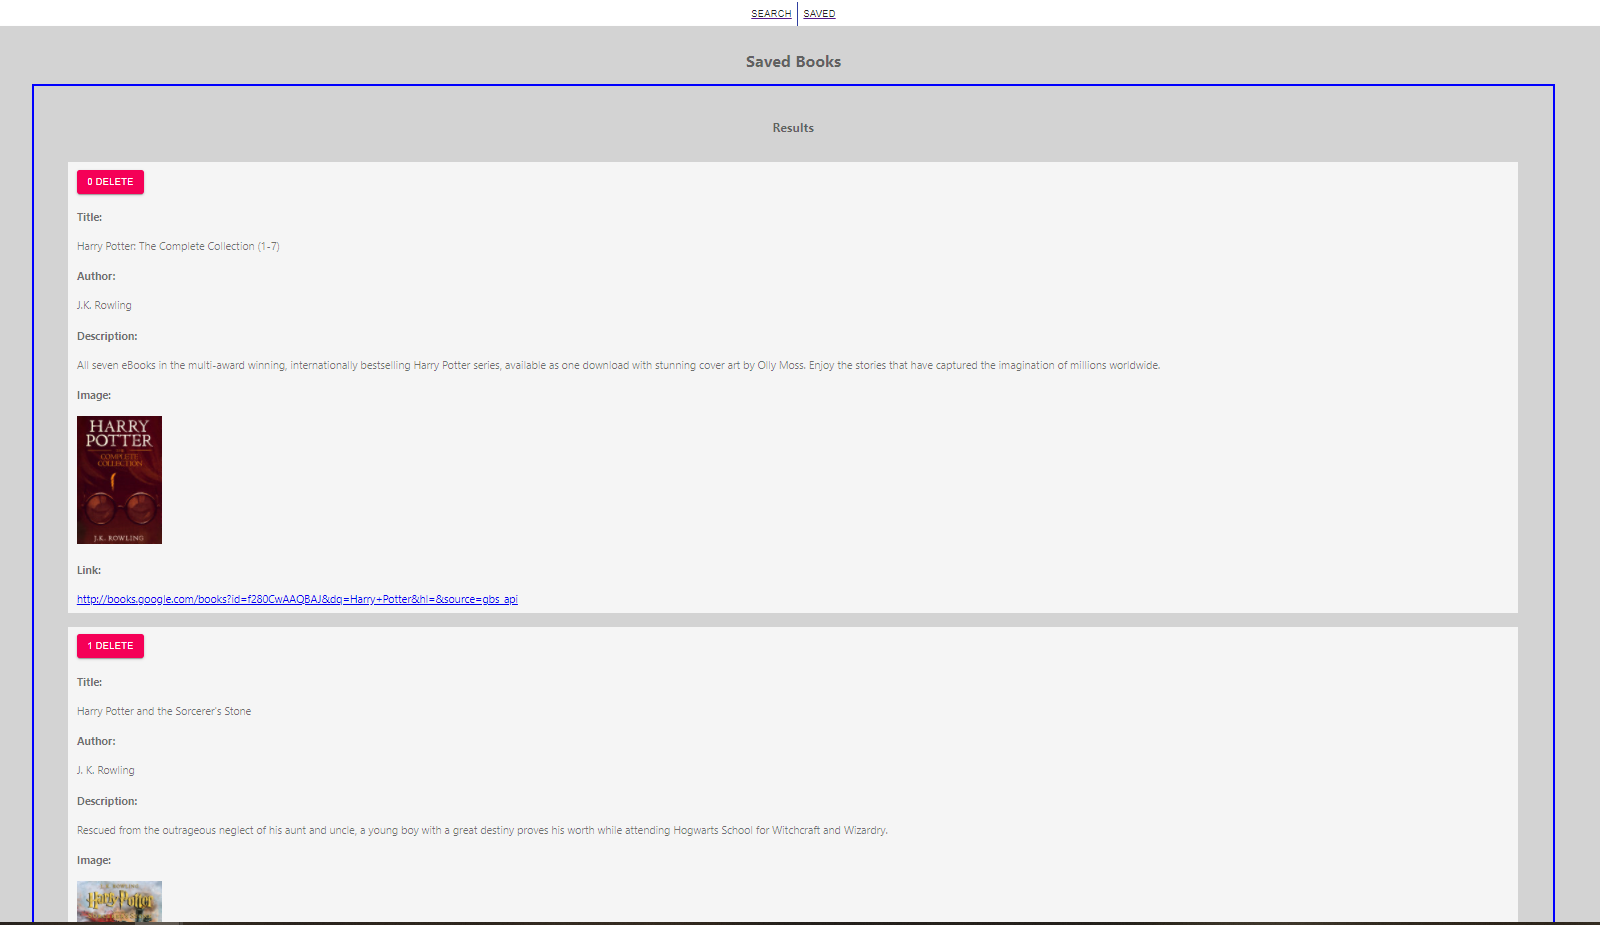 SEARCH SAVED
Saved Books
Results
0 DELETE
Title:
Harry Potter: The Complete Collection (1-7)
Author:
J.K. Rowling
Description:
All seven eBooks in the multi-award winning, internationally bestselling Harry Potter series, available as one download with stunning cover art by Olly Moss. Enjoy the stories that have captured the imagination of millions worldwide.
Image:
HARRY
POTTER
THE
COMPLETE
COLLECTION
J.K. ROWLING
Link:
http://books.google.com/books?id=f280CwAAQBAJ&dq=Harry+Potter&hl=&source=gbs_api
1 DELETE
Title:
Harry Potter and the Sorcerer's Stone
Author:
J. K. Rowling
Description:
Rescued from the outrageous neglect of his aunt and uncle, a young boy with a great destiny proves his worth while attending Hogwarts School for Witchcraft and Wizardry.
Image:
J.K. ROWLING
Harry Potter